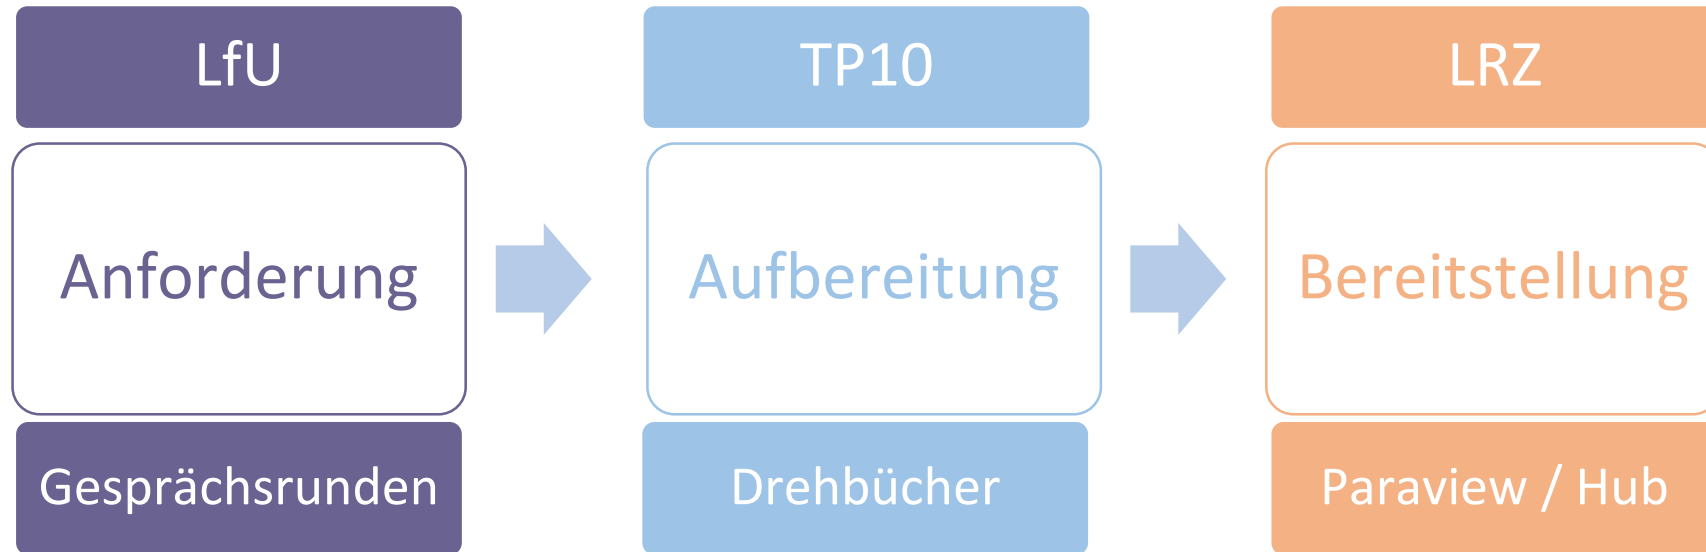 LfU
TP10
LRZ
Anforderung
Aufbereitung
Bereitstellung
Gesprächsrunden
Drehbücher
Paraview / Hub